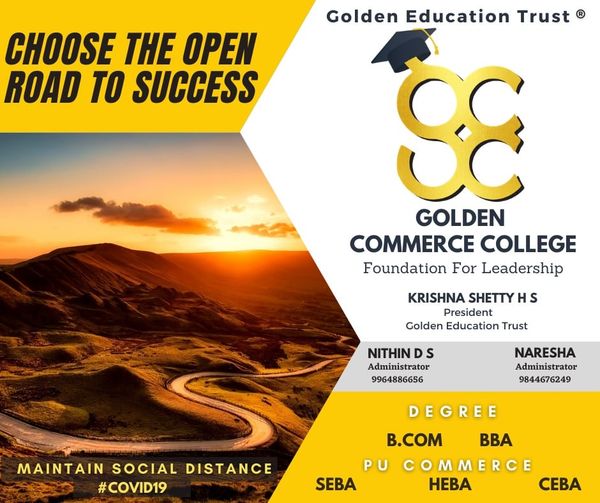 Golden Education Trust ®
CHOOSE THE OPEN
ROAD TO SUCCESS
GCC
GOLDEN
COMMERCE COLLEGE
Foundation For Leadership
KRISHNA SHETTY H S
President
Golden Education Trust
NITHIN D S
Administrator
9964886656
NARESHA
Administrator
9844676249
DEGREE
B.COM BBA
PU COMMERCE
SEBA HEBA CEBA
MAINTAIN SOCIAL DISTANCE
#COVID19